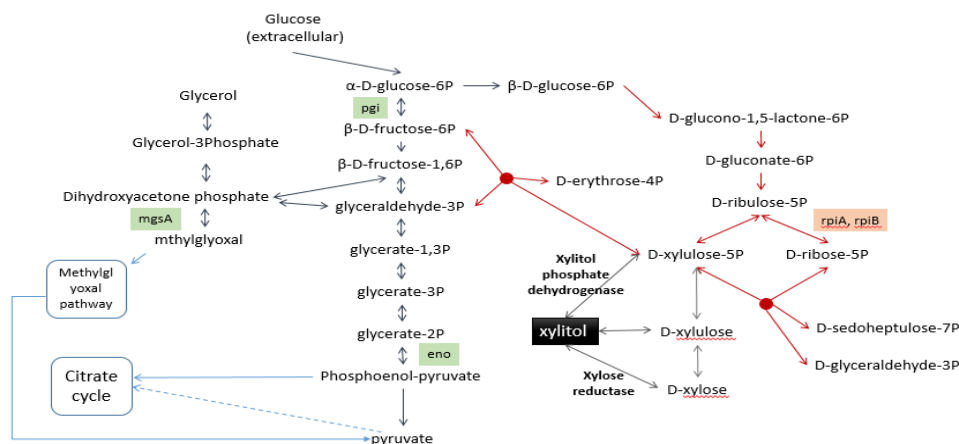 Glucose
(extracellular)
α-D-glucose-6P
β-D-glucose-6P
pgi
Glycerol
Glycerol-3Phosphate
β-D-fructose-6P
D-glucono-1,5-lactone-6P
D-gluconate-6P
β-D-fructose-1,6P
D-erythrose-4P
Dihydroxyacetone phosphate
glyceraldehyde-3P
D-ribulose-5P
mgsA
rpiA, rpiB
mthylglyoxal
glycerate-1,3P
Xylitol
phosphate
dehydrogenase
D-xylulose-5P
D-ribose-5P
Methylgl
yoxal
pathway
glycerate-3P
glycerate-2P
xylitol
D-xylulose
D-sedoheptulose-7P
eno
D-glyceraldehyde-3P
Citrate
cycle
Phosphoenol-pyruvate
Xylose
reductase
D-xylose
pyruvate